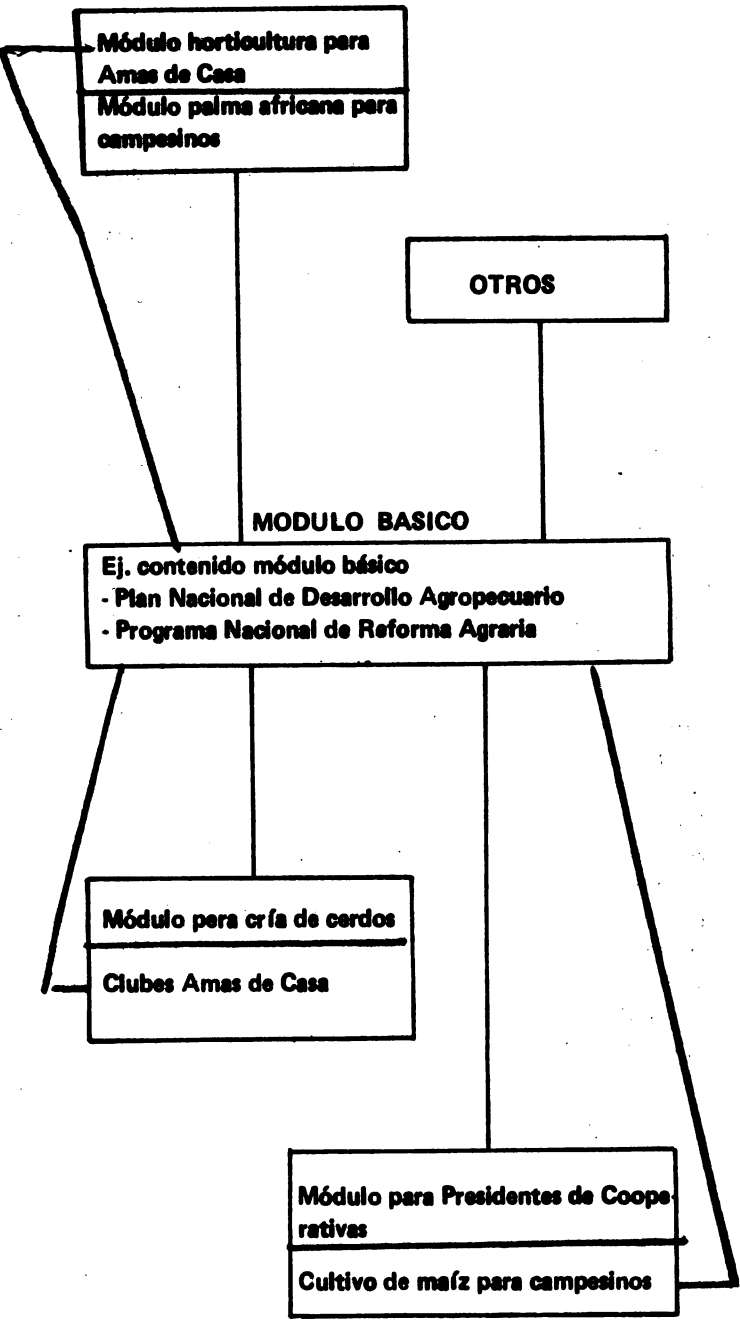 Módulo horticultura para
Amas de Casa
Módulo palma africana para
campesinos
OTROS
MODULO BASICO
Ej. contenido módulo básico
- Plan Nacional de Desarrollo Agropecuario
- Programa Nacional de Reforma Agraria
Módulo pera cría de cerdos
Clubes Amas de Casa
Módulo para Presidentes de Coope-
rativas
Cultivo de maíz para campesinos